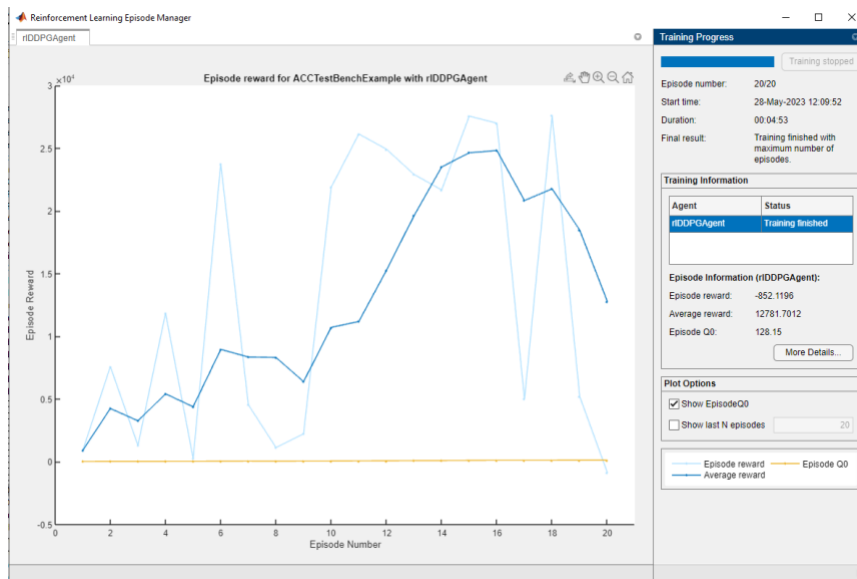 Reinforcement Learning Episode Manager
rlDDPGAgent
Episode reward for ACCTestBenchExample with rlDDPGAgent
×10⁴
3
2.5
2
1.5
1
0.5
0
-0.5
Episode Reward
0 2 4 6 8 10 12 14 16 18 20
Episode Number
Training Progress
Training stopped
Episode number: 20/20
Start time: 28-May-2023 12:09:52
Duration: 00:04:53
Final result: Training finished with
maximum number of
episodes.
Training Information
Agent Status
rlDDPGAgent Training finished
Episode Information (rlDDPGAgent):
Episode reward: -852.1196
Average reward: 12781.7012
Episode Q0: 128.15
More Details...
Plot Options
Show EpisodeQ0
Show last N episodes 20
Episode reward Episode Q0
Average reward